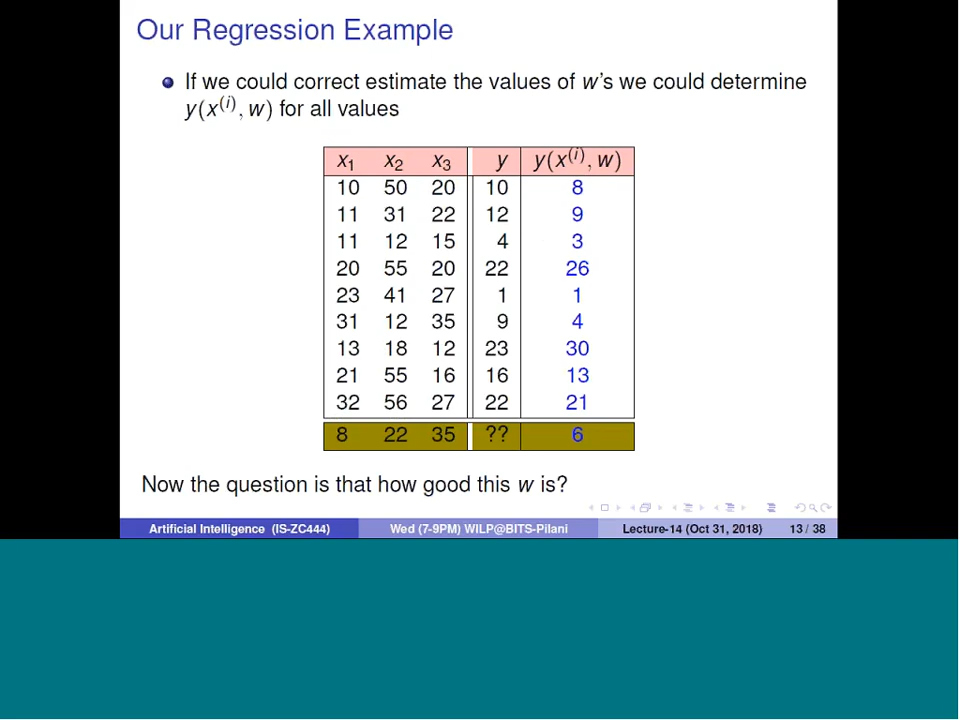 Our Regression Example
If we could correct estimate the values of w's we could determine
y(x⁽ⁱ⁾, w) for all values
x₁ x₂ x₃ y y(x⁽ⁱ⁾, w)
10 50 20 10 8
11 31 22 12 9
11 12 15 4 3
20 55 20 22 26
23 41 27 1 1
31 12 35 9 4
13 18 12 23 30
21 55 16 16 13
32 56 27 22 21
8 22 35 ?? 6
Now the question is that how good this w is?
Artificial Intelligence (IS-ZC444) Wed (7-9PM) WILP@BITS-Pilani Lecture-14 (Oct 31, 2018) 13 / 38